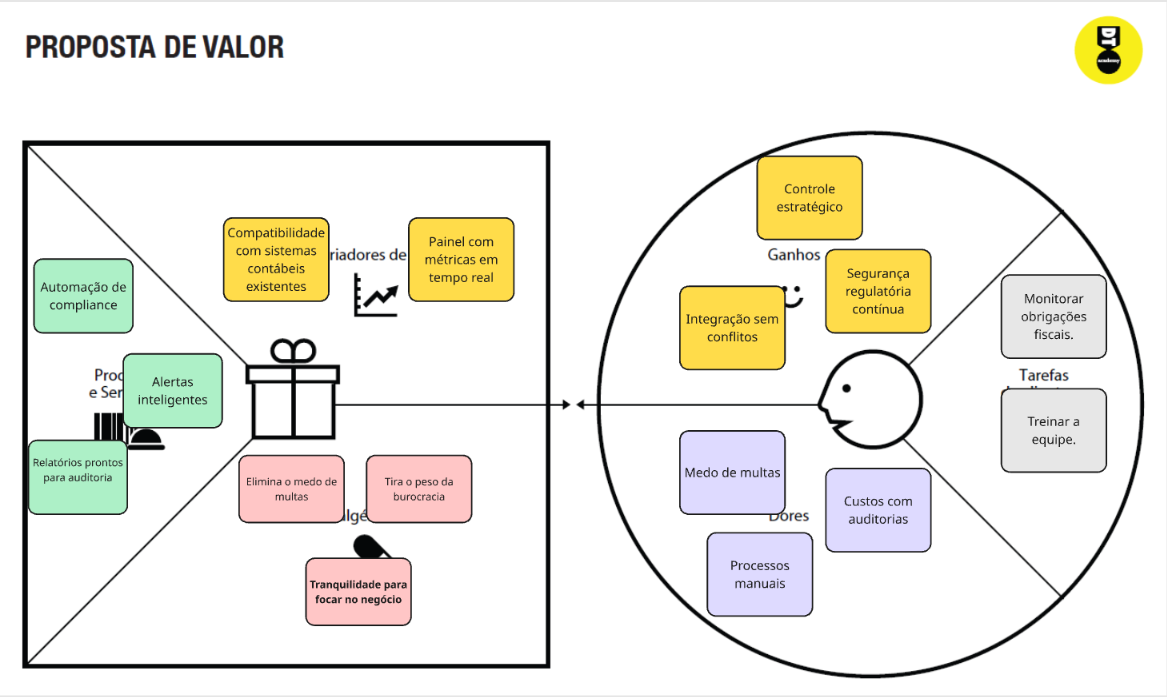 PROPOSTA DE VALOR
DT
academy
Compatibilidade
com sistemas
contábeis
existentes
riadores de
Painel com
métricas em
tempo real
Automação de
compliance
Alertas
inteligentes
Proc
e Ser
Relatórios prontos
para auditoria
Elimina o medo de
multas
Tira o peso da
burocracia
algé
Tranquilidade para
focar no negócio
Controle
estratégico
Ganhos
Segurança
regulatória
contínua
Integração sem
conflitos
Monitorar
obrigações
fiscais.
Tarefas
Treinar a
equipe.
Medo de multas
Custos com
auditorias
Dores
Processos
manuais